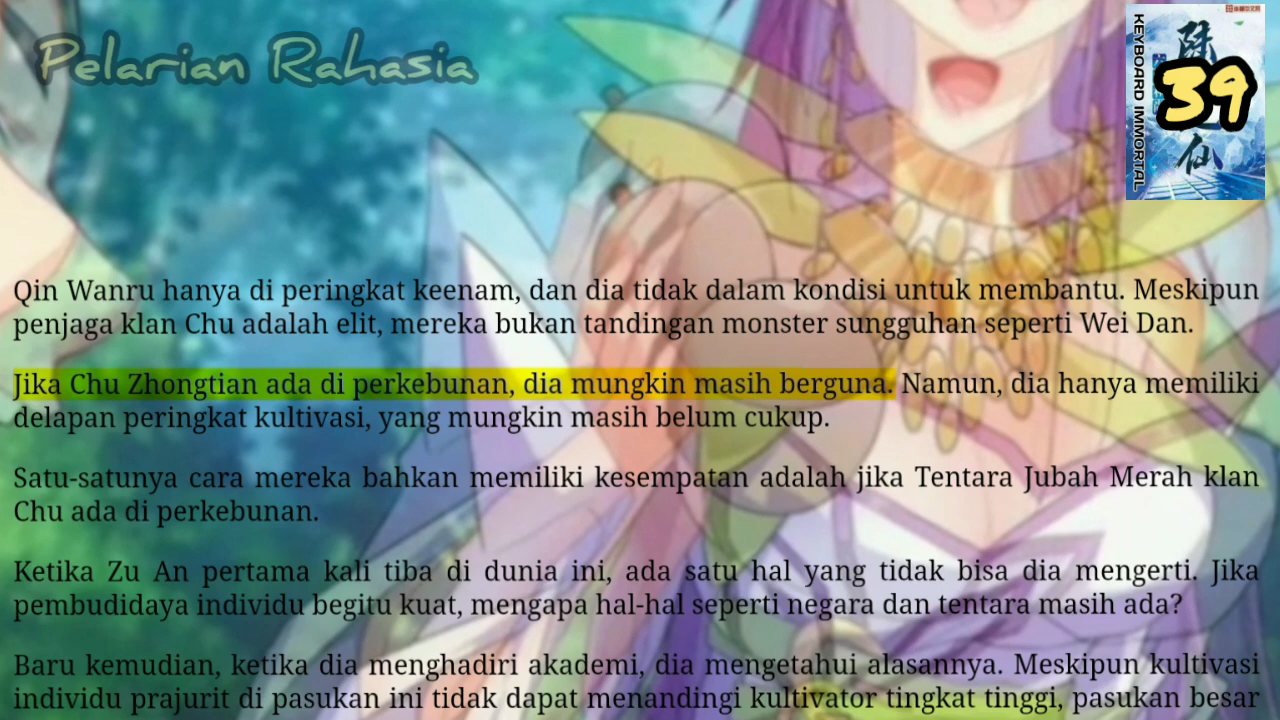 Pelarian Rahasia
KEYBOARD IMMORTAL
39
仙
Qin Wanru hanya di peringkat keenam, dan dia tidak dalam kondisi untuk membantu. Meskipun
penjaga klan Chu adalah elit, mereka bukan tandingan monster sungguhan seperti Wei Dan.
Jika Chu Zhongtian ada di perkebunan, dia mungkin masih berguna. Namun, dia hanya memiliki
delapan peringkat kultivasi, yang mungkin masih belum cukup.
Satu-satunya cara mereka bahkan memiliki kesempatan adalah jika Tentara Jubah Merah klan
Chu ada di perkebunan.
Ketika Zu An pertama kali tiba di dunia ini, ada satu hal yang tidak bisa dia mengerti. Jika
pembudidaya individu begitu kuat, mengapa hal-hal seperti negara dan tentara masih ada?
Baru kemudian, ketika dia menghadiri akademi, dia mengetahui alasannya. Meskipun kultivasi
individu prajurit di pasukan ini tidak dapat menandingi kultivator tingkat tinggi, pasukan besar